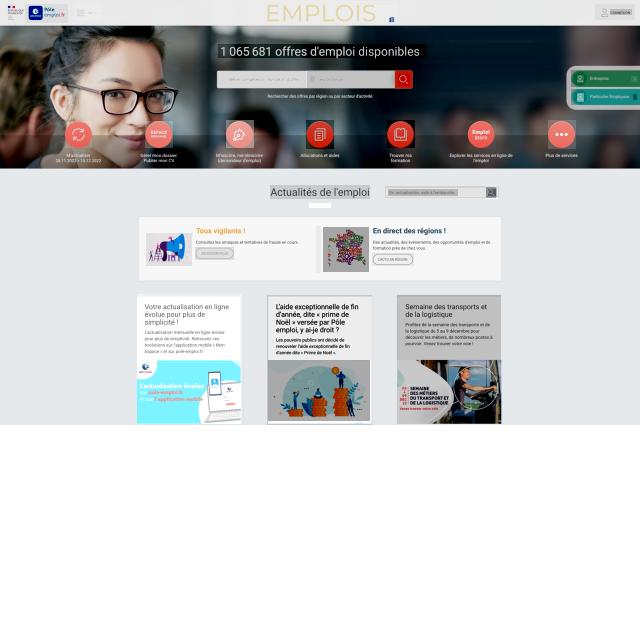 RÉPUBLIQUE
FRANÇAISE
Pôle
emploi.fr
EMPLOIS
CONNEXION
1 065 681 offres d'emploi disponibles
Rechercher des offres par région ou par secteur d'activité
Entreprise
Particulier Employeur
M'actualiser
ESPACE
Gérer mon dossier,
Publier mon CV
M'inscrire, me réinscrire
(demandeur d'emploi)
Allocations et aides
Trouver ma
formation
Emploi
store
Explorer les services en ligne de
l'emploi
Plus de services
Actualités de l'emploi
Tous vigilants !
Consultez les arnaques et tentatives de fraude en cours.
En direct des régions !
Des actualités, des événements, des opportunités d'emploi et de
formation près de chez vous.
L'ACTU EN RÉGION
Votre actualisation en ligne
évolue pour plus de
simplicité !
L'actualisation mensuelle en ligne évolue
pour plus de simplicité. Retrouvez ces
évolutions sur l'application mobile « Mon
Espace » et sur pole-emploi.fr.
L'actualisation évolue
sur pole-emploi.fr
et sur l'application mobile
L'aide exceptionnelle de fin
d'année, dite « prime de
Noël » versée par Pôle
emploi, y ai-je droit ?
Les pouvoirs publics ont décidé de
renouveler l'aide exceptionnelle de fin
d'année dite « Prime de Noël ».
Semaine des transports et
de la logistique
Profitez de la semaine des transports et de
la logistique du 5 au 9 décembre pour
découvrir les métiers, de nombreux postes à
pourvoir. Venez trouver votre voie !
SEMAINE
DES MÉTIERS
DU TRANSPORT ET
DE LA LOGISTIQUE
Venez trouver votre voie